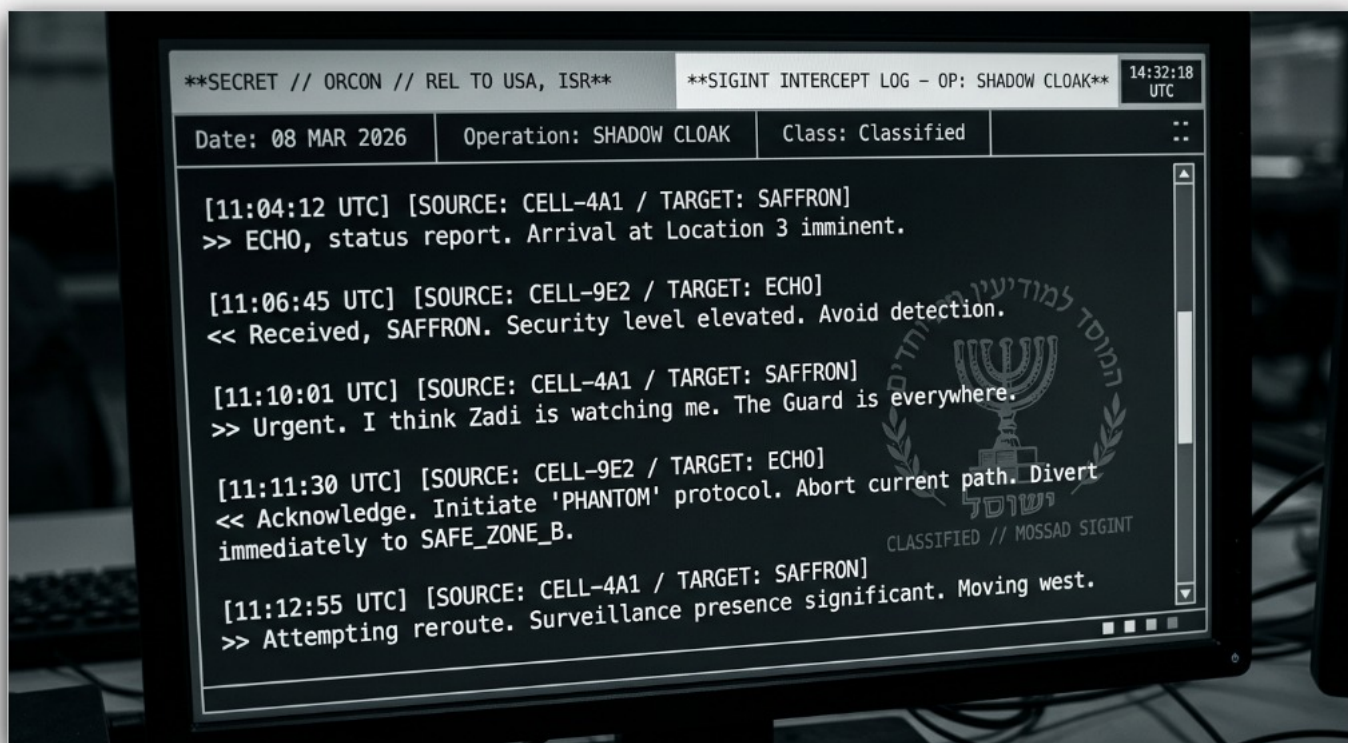 **SECRET // ORCON // REL TO USA, ISR**
**SIGINT INTERCEPT LOG – OP: SHADOW CLOAK**
14:32:18
UTC
Date: 08 MAR 2026
Operation: SHADOW CLOAK
Class: Classified
[11:04:12 UTC] [SOURCE: CELL–4A1 / TARGET: SAFFRON]
>> ECHO, status report. Arrival at Location 3 imminent.
[11:06:45 UTC] [SOURCE: CELL–9E2 / TARGET: ECHO]
<< Received, SAFFRON. Security level elevated. Avoid detection.
[11:10:01 UTC] [SOURCE: CELL–4A1 / TARGET: SAFFRON]
>> Urgent. I think Zadi is watching me. The Guard is everywhere.
[11:11:30 UTC] [SOURCE: CELL–9E2 / TARGET: ECHO]
<< Acknowledge. Initiate 'PHANTOM' protocol. Abort current path. Divert
immediately to SAFE_ZONE_B.
[11:12:55 UTC] [SOURCE: CELL–4A1 / TARGET: SAFFRON]
>> Attempting reroute. Surveillance presence significant. Moving west.
המוסד למודיעין
CLASSIFIED // MOSSAD SIGINT